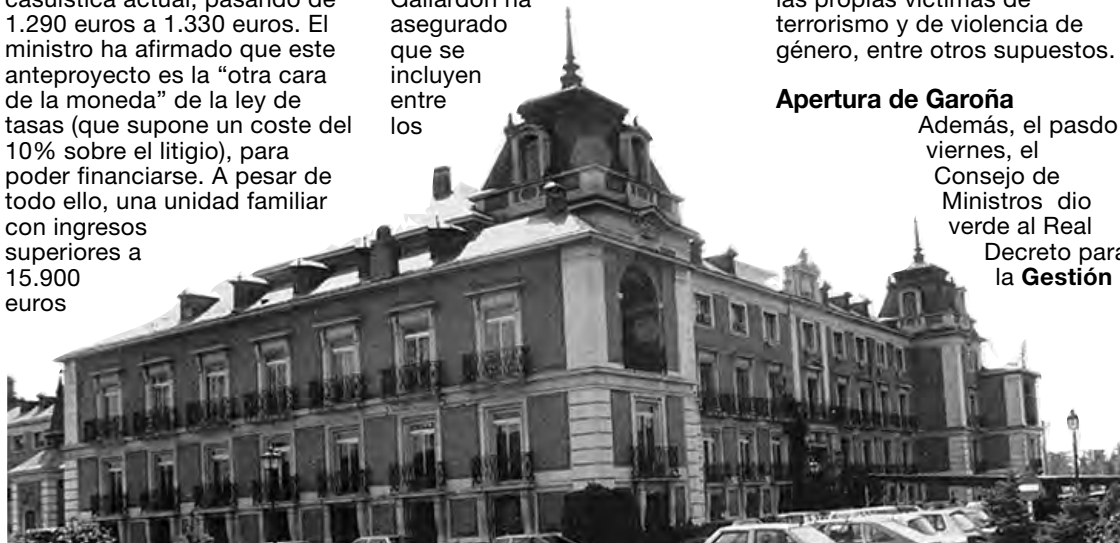 casuística actual, pasando de
1.290 euros a 1.330 euros. El
ministro ha afirmado que este
anteproyecto es la “otra cara
de la moneda” de la ley de
tasas (que supone un coste del
10% sobre el litigio), para
poder financiarse. A pesar de
todo ello, una unidad familiar
con ingresos
superiores a
15.900
euros
Gallardón ha
asegurado
que se
incluyen
entre
los
las propias víctimas de
terrorismo y de violencia de
género, entre otros supuestos.
Apertura de Garoña
Además, el pasdo
viernes, el
Consejo de
Ministros dio
verde al Real
Decreto para
la Gestión